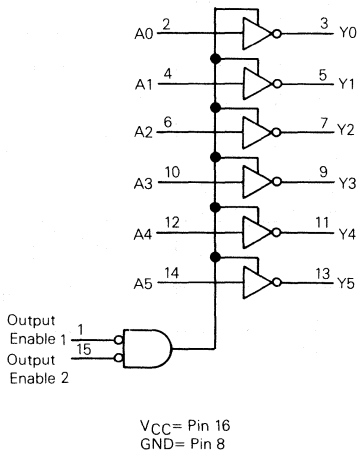 A0 2 3 Y0
A1 4 5 Y1
A2 6 7 Y2
A3 10 9 Y3
A4 12 11 Y4
A5 14 13 Y5
Output
Enable 1 1
Output 15
Enable 2
VCC= Pin 16
GND= Pin 8